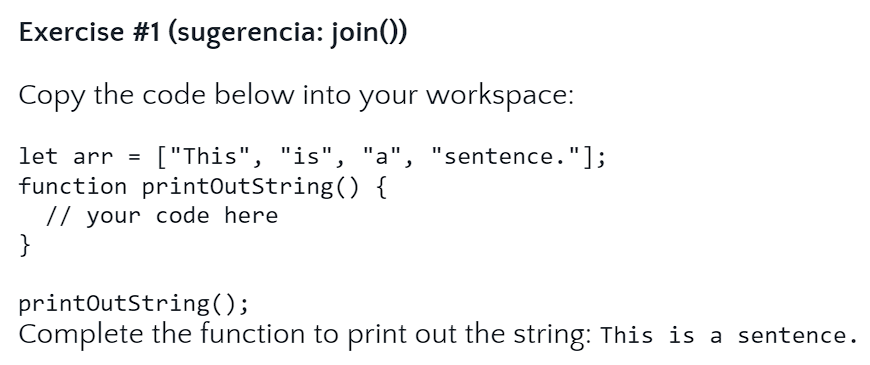 Exercise #1 (sugerencia: join())
Copy the code below into your workspace:
let arr = ["This", "is", "a", "sentence."];
function printOutString() {
  // your code here
}
printOutString();
Complete the function to print out the string: This is a sentence.